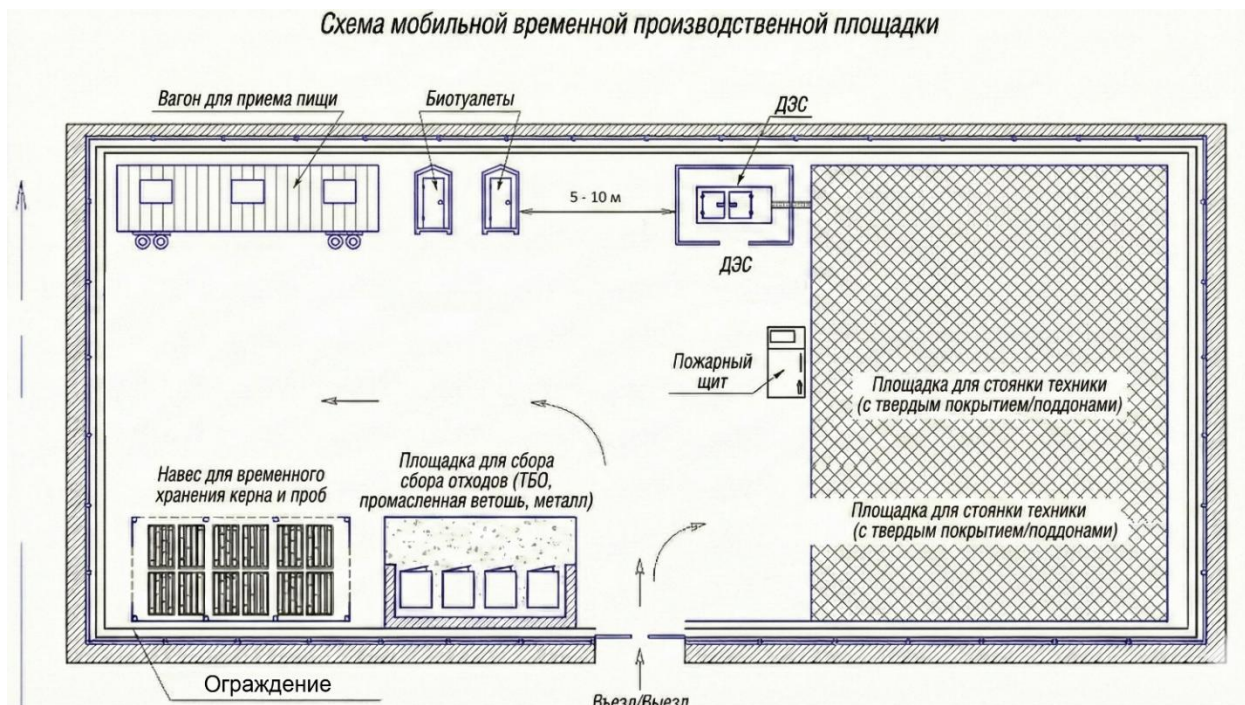 Схема мобильной временной производственной площадки
Вагон для приема пищи
Биотуалеты
ДЭС
5 - 10 м
ДЭС
Пожарный
щит
Площадка для стоянки техники
(с твердым покрытием/поддонами)
Навес для временного
хранения керна и проб
Площадка для сбора
сбора отходов (ТБО,
промасленная ветошь, металл)
Площадка для стоянки техники
(с твердым покрытием/поддонами)
Ограждение
Въезд/Выезд